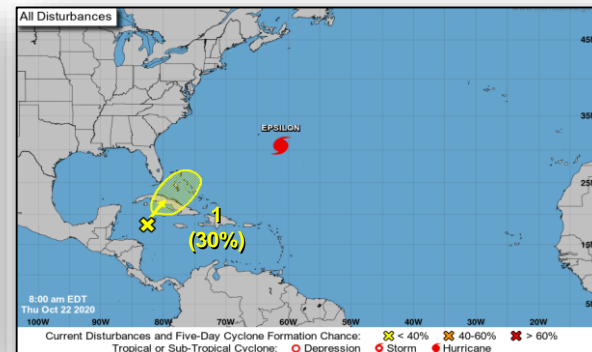 All Disturbances
45N
35N
25N
15N
5N
EPSILON
1
(30%)
8:00 am EDT
Thu Oct 22 2020
100W 90W 80W 70W 60W 50W 40W 30W 20W
Current Disturbances and Five-Day Cyclone Formation Chance: < 40% 40-60% > 60%
Tropical or Sub-Tropical Cyclone: Depression Storm Hurricane